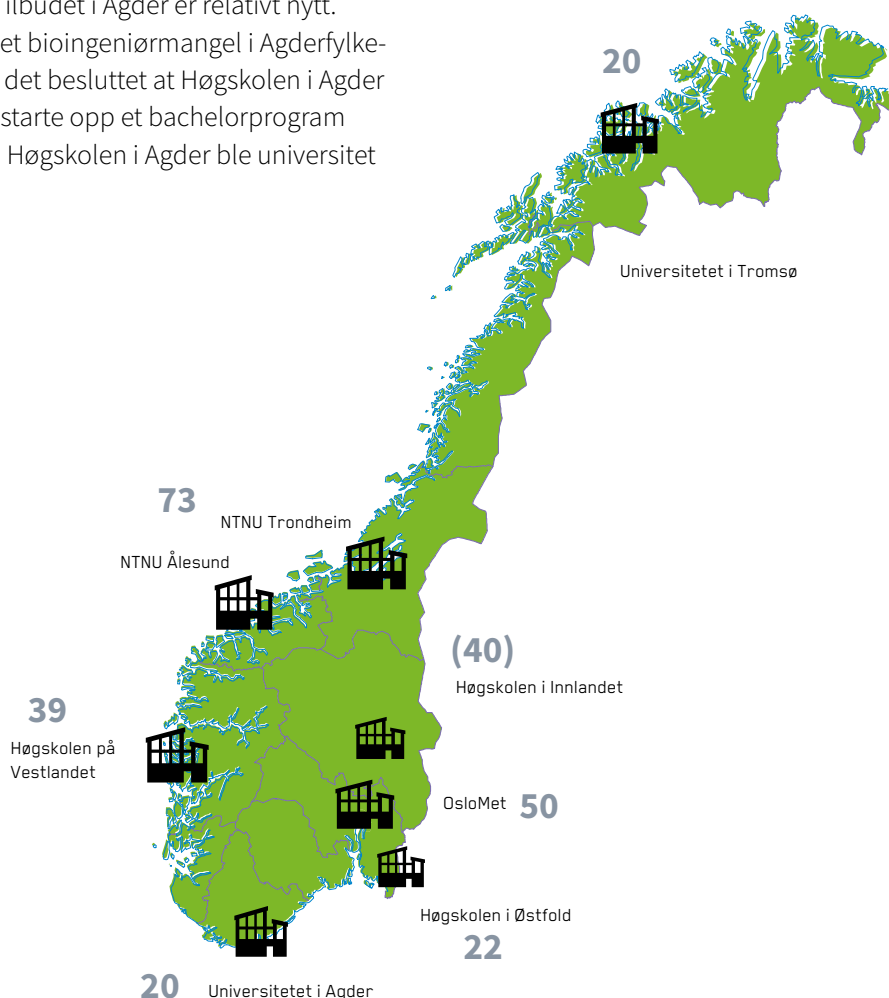 ilbudet i Agder er relativt nytt.
et bioingeniørmangel i Agderfylke-
det besluttet at Høgskolen i Agder
starte opp et bachelorprogram
Høgskolen i Agder ble universitet
20
Universitetet i Tromsø
73
NTNU Trondheim
NTNU Ålesund
(40)
Høgskolen i Innlandet
39
Høgskolen på
Vestlandet
OsloMet 50
Høgskolen i Østfold
22
20 Universitetet i Agder